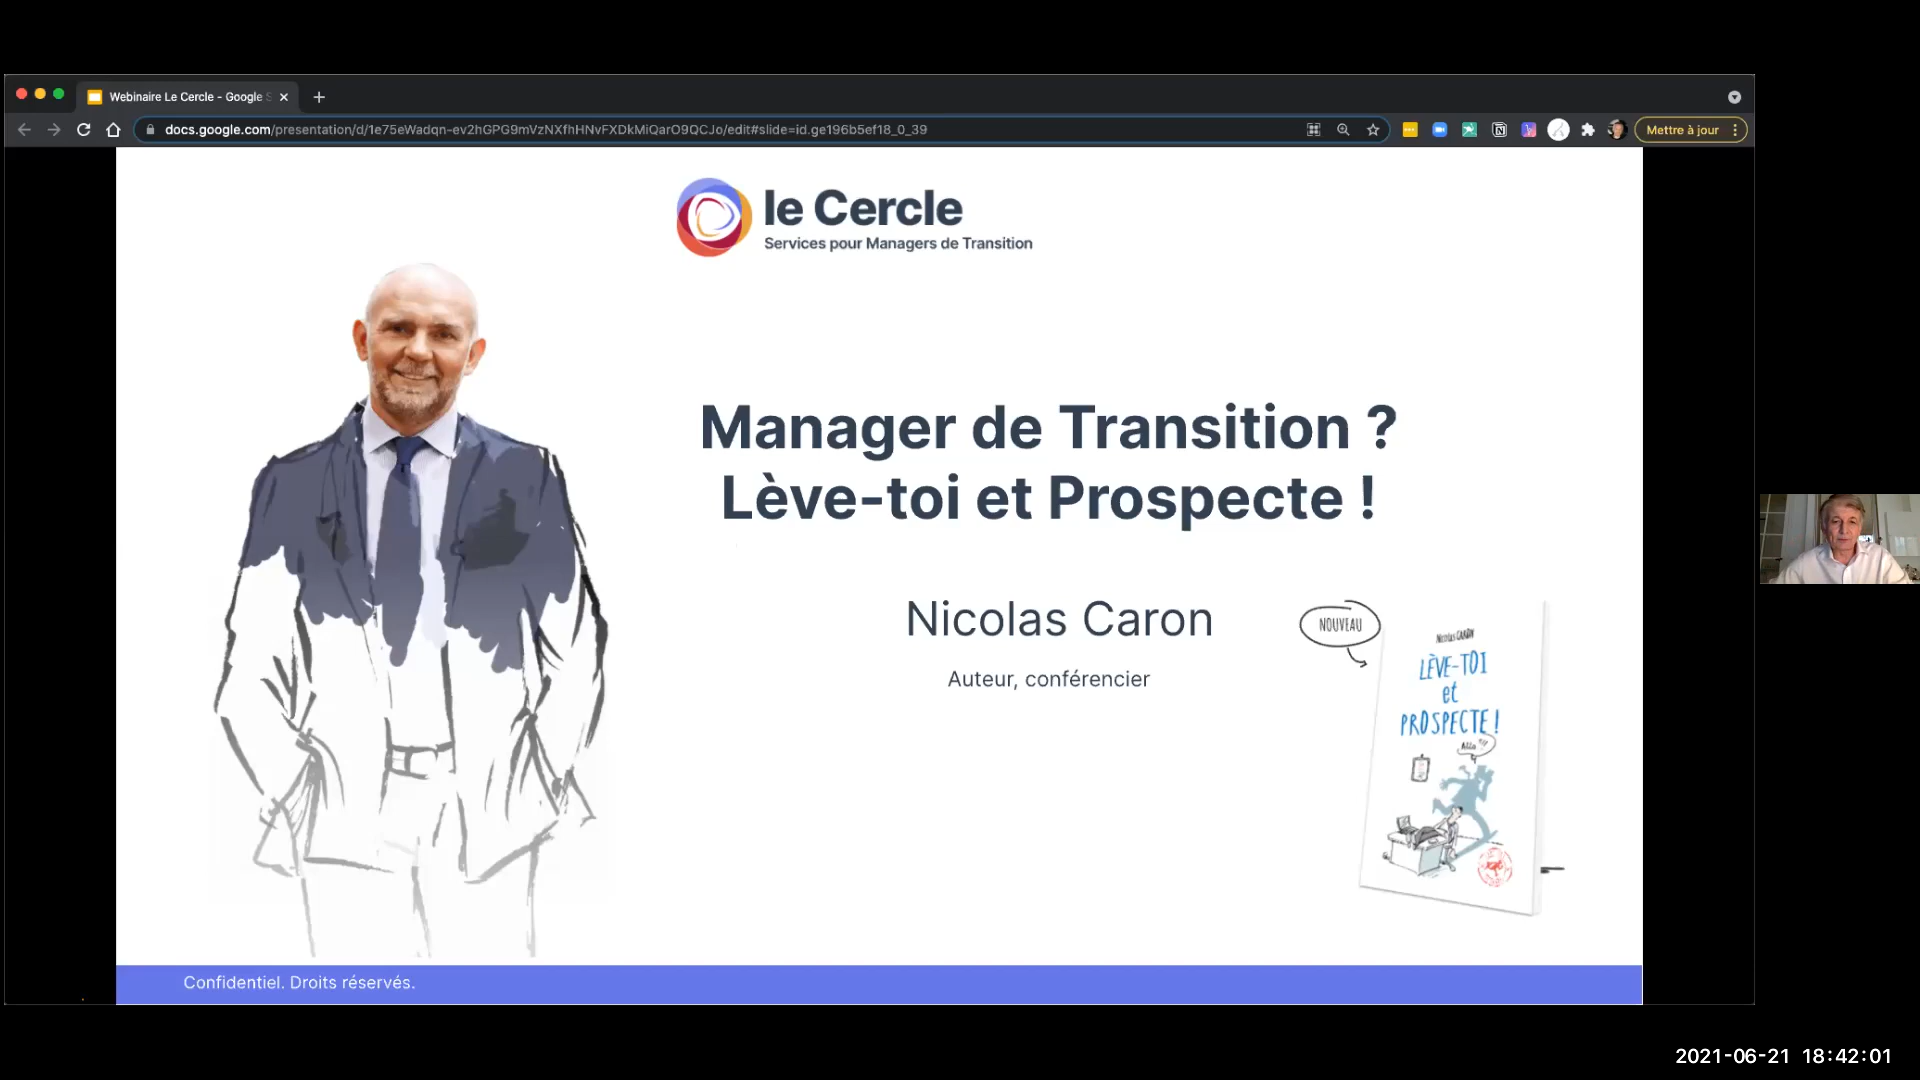 Webinaire Le Cercle - Google S
docs.google.com/presentation/d/1e75eWadqn-ev2hGPG9mVzNXfhHNvFXDkMiQarO9QCJo/edit#slide=id.ge196b5ef18_0_39
Mettre à jour
le Cercle
Services pour Managers de Transition
Manager de Transition ?
Lève-toi et Prospecte !
Nicolas Caron
Auteur, conférencier
NOUVEAU
NICOLAS CARON
LÈVE-TOI
et
PROSPECTE !
Confidentiel. Droits réservés.
2021-06-21 18:42:01